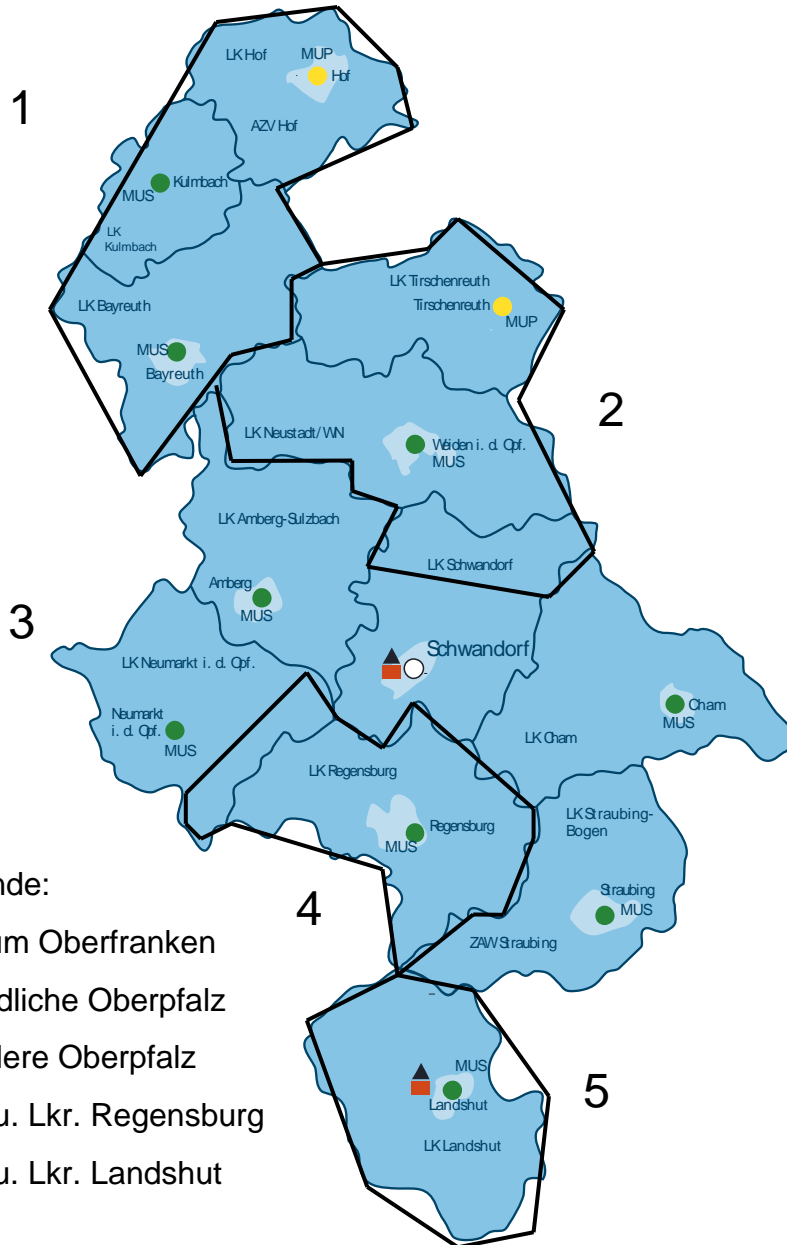 LK Hof
MUP
Hof
1
AZV Hof
Kulmbach
MUS
LK
Kulmbach
LK Tirschenreuth
LK Bayreuth
Tirschenreuth
MUP
MUS
Bayreuth
2
LK Neustadt/WN
Weiden i. d. Opf.
MUS
LK Amberg-Sulzbach
LK Schwandorf
Amberg
MUS
3
Schwandorf
LK Neumarkt i. d. Opf.
Neumarkt
i. d. Opf.
MUS
Cham
MUS
LK Cham
LK Regensburg
LK Straubing-
Bogen
Regensburg
MUS
nde:
4
Straubing
MUS
um Oberfranken
ZAW Straubing
dliche Oberpfalz
lere Oberpfalz
MUS
5
u. Lkr. Regensburg
Landshut
LK Landshut
u. Lkr. Landshut